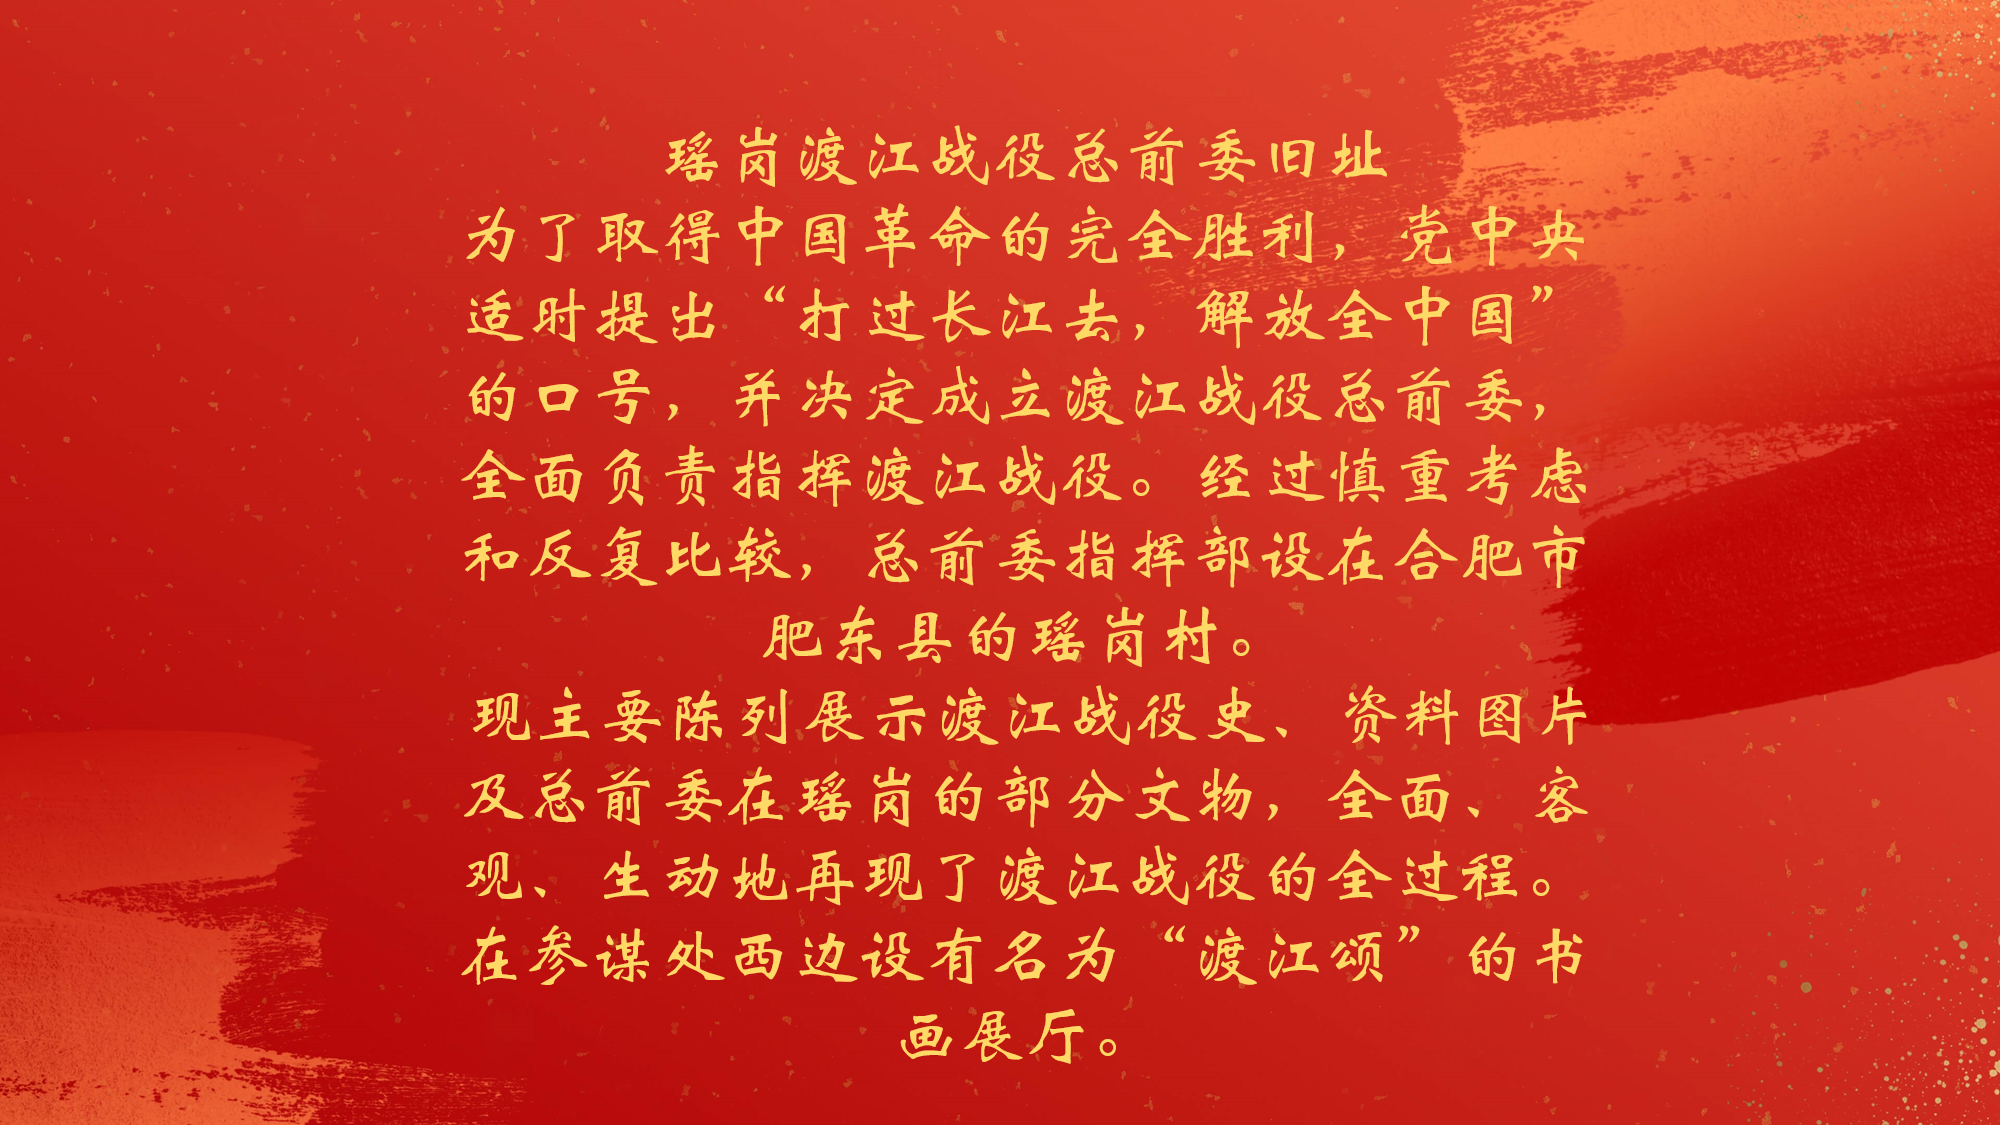 瑶岗渡江战役总前委旧址
为了取得中国革命的完全胜利，党中央
适时提出“打过长江去，解放全中国”
的口号，并决定成立渡江战役总前委，
全面负责指挥渡江战役。经过慎重考虑
和反复比较，总前委指挥部设在合肥市
肥东县的瑶岗村。
现主要陈列展示渡江战役史、资料图片
及总前委在瑶岗的部分文物，全面、客
观、生动地再现了渡江战役的全过程。
在参谋处西边设有名为“渡江颂”的书
画展厅。